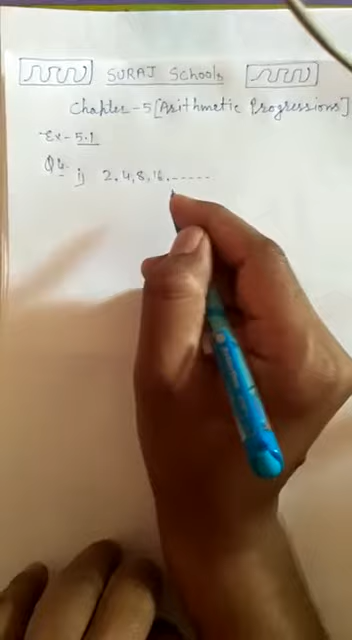 SURAJ Schools
Chapter-5[Arithmetic Progressions]
Ex-5.1
Q4. i) 2,4,8,16,------